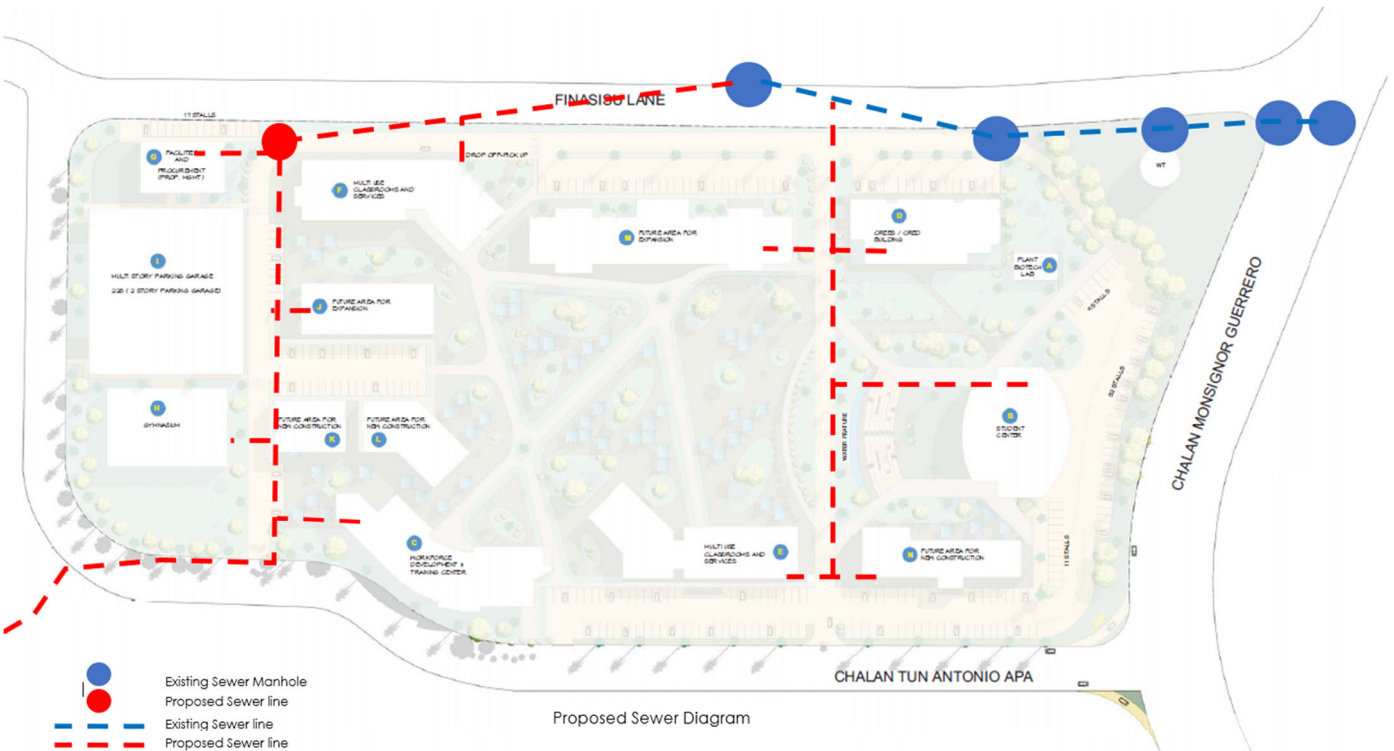 FINASISU LANE
11 STALLS
DROP OFF-PICK UP
G
FACILITES
AND
PROCUREMENT
(PROP. MGMT)
F
MULTI USE
CLASSROOMS AND
SERVICES
WT
D
CREES / CRED
BUILDING
M
FUTURE AREA FOR
EXPANSION
PLANT
BIOTECH
LAB
A
I
MULTI STORY PARKING GARAGE
J
FUTURE AREA FOR
EXPANSION
CHALAN MONSIGNOR GUERRERO
H
GYMNASIUM
FUTURE AREA FOR
NEW CONSTRUCTION
K
FUTURE AREA FOR
NEW CONSTRUCTION
L
WATER FEATURE
B
STUDENT
CENTER
C
WORKFORCE
DEVELOPMENT &
TRAINING CENTER
MULTI USE
CLASSROOMS AND
SERVICES
E
N
FUTURE AREA FOR
NEW CONSTRUCTION
11 STALLS
CHALAN TUN ANTONIO APA
Existing Sewer Manhole
Proposed Sewer line
Existing Sewer line
Proposed Sewer line
Proposed Sewer Diagram